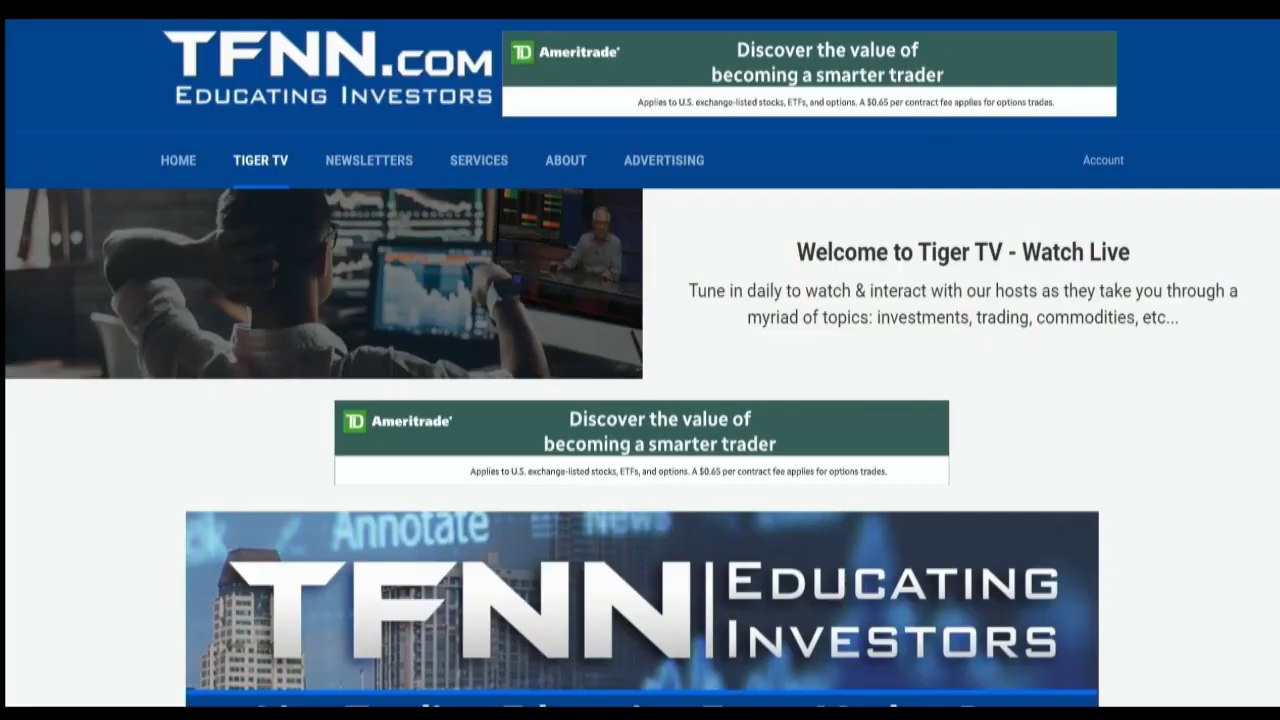 TFNN.COM
EDUCATING INVESTORS
TD Ameritrade
Discover the value of
becoming a smarter trader
Applies to U.S. exchange-listed stocks, ETFs, and options. A $0.65 per contract fee applies for options trades.
HOME TIGER TV NEWSLETTERS SERVICES ABOUT ADVERTISING Account
Welcome to Tiger TV - Watch Live
Tune in daily to watch & interact with our hosts as they take you through a
myriad of topics: investments, trading, commodities, etc...
TD Ameritrade
Discover the value of
becoming a smarter trader
Applies to U.S. exchange-listed stocks, ETFs, and options. A $0.65 per contract fee applies for options trades.
Annotate News
TFNN EDUCATING
INVESTORS